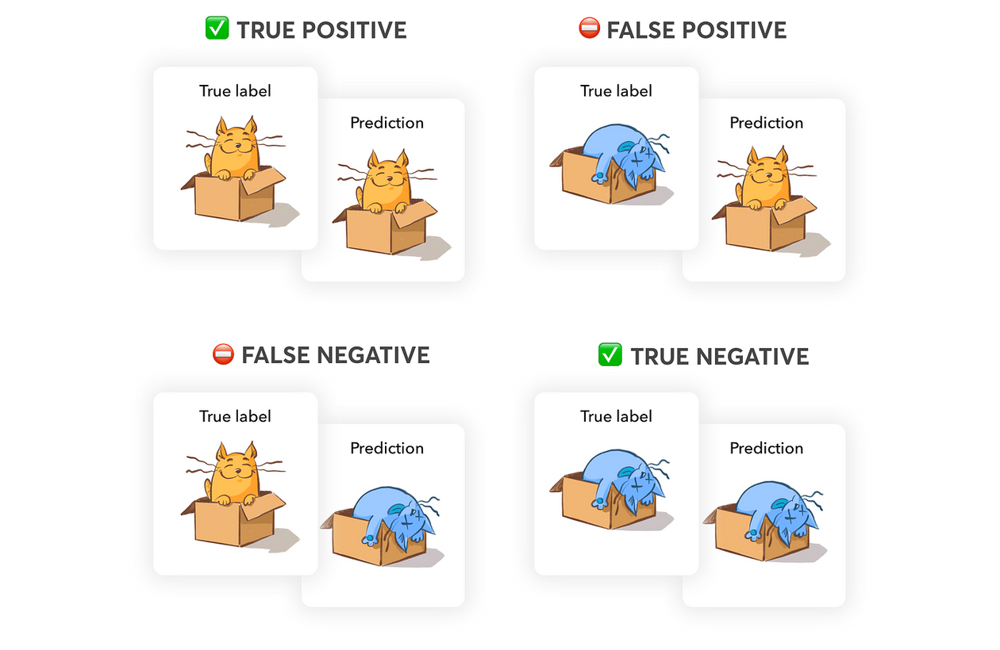 ✅ TRUE POSITIVE
True label
Prediction
⛔ FALSE POSITIVE
True label
Prediction
⛔ FALSE NEGATIVE
True label
Prediction
✅ TRUE NEGATIVE
True label
Prediction